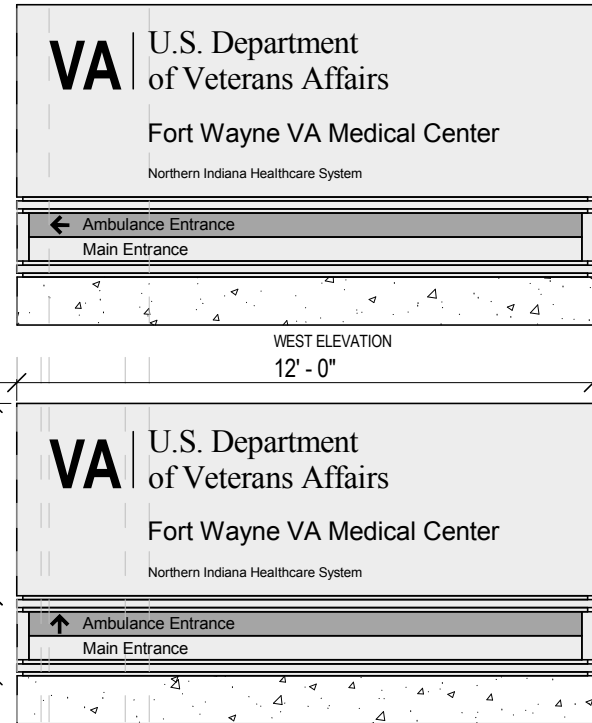 VA
U.S. Department
of Veterans Affairs
Fort Wayne VA Medical Center
Northern Indiana Healthcare System
Ambulance Entrance
Main Entrance
WEST ELEVATION
12' - 0"
VA
U.S. Department
of Veterans Affairs
Fort Wayne VA Medical Center
Northern Indiana Healthcare System
Ambulance Entrance
Main Entrance